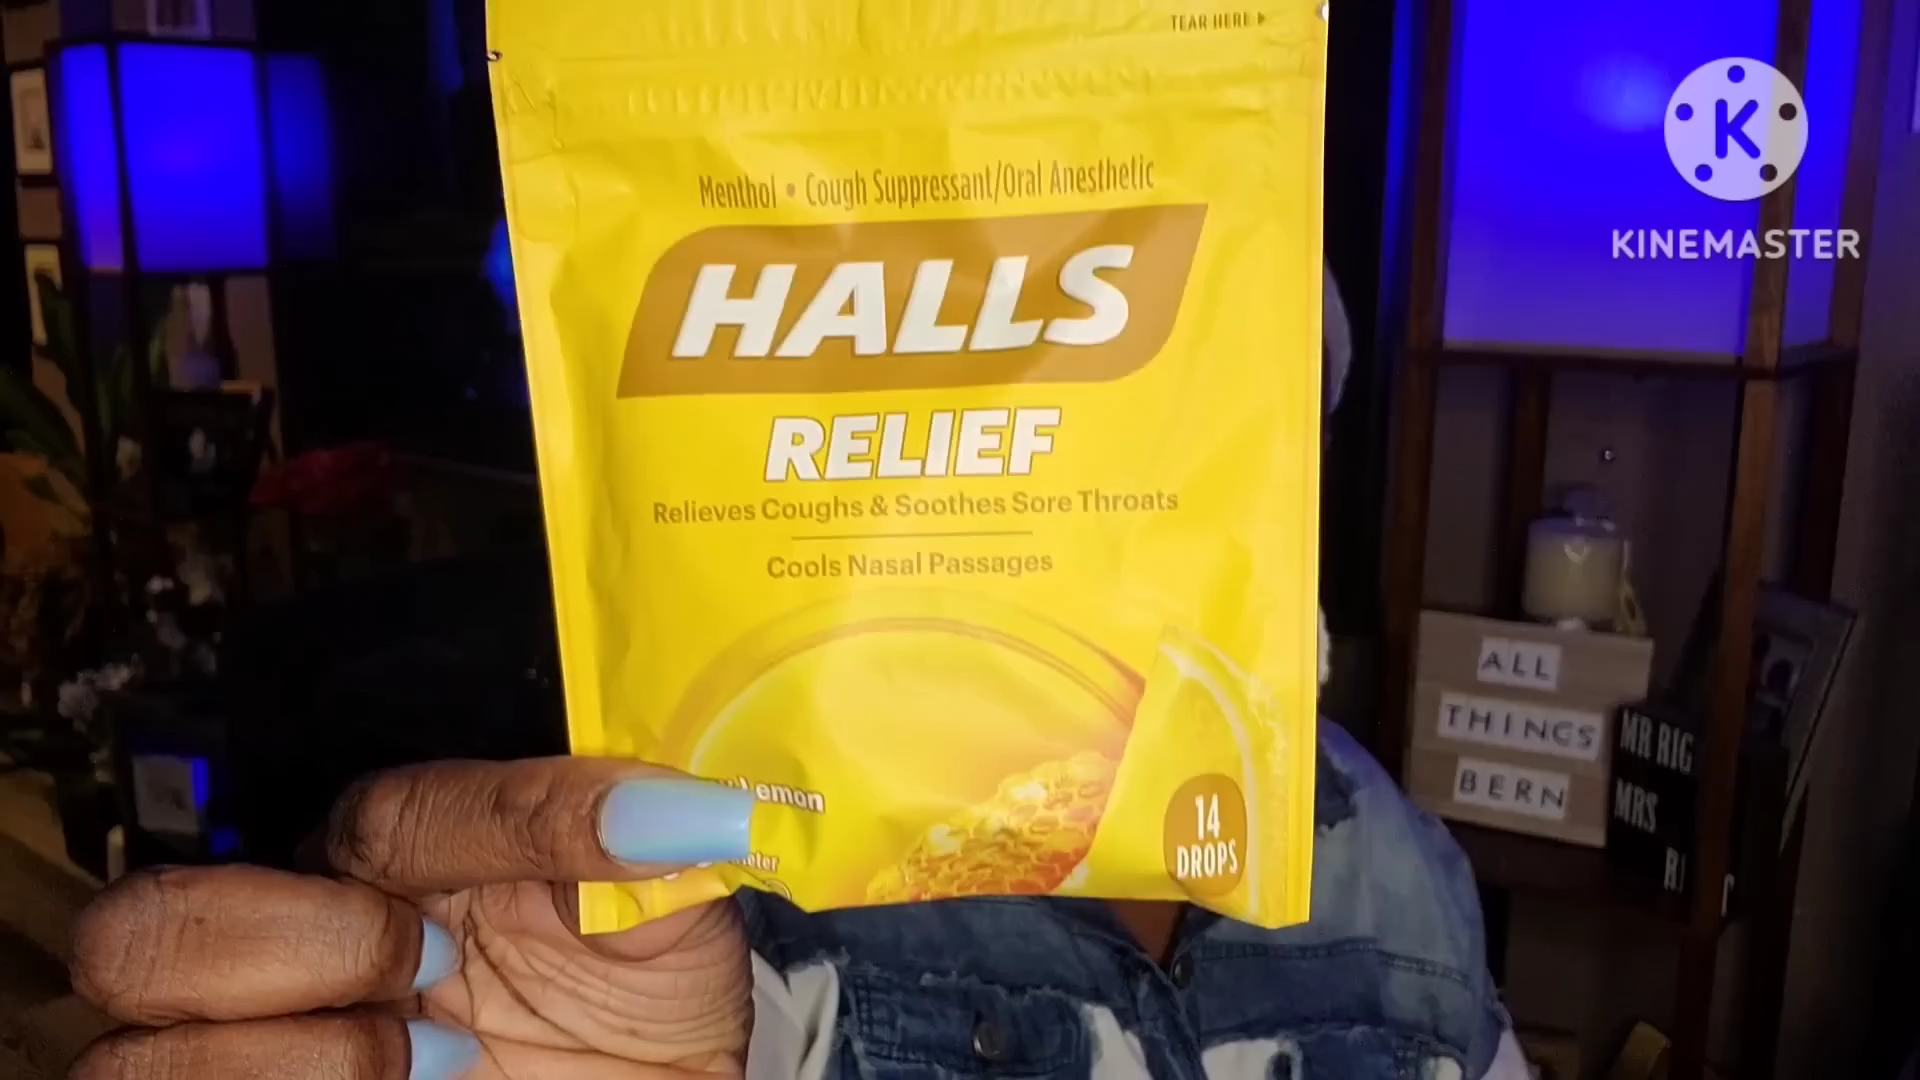 TEAR HERE
Menthol • Cough Suppressant/Oral Anesthetic
HALLS
RELIEF
Relieves Coughs & Soothes Sore Throats
Cools Nasal Passages
14
DROPS
K
KINEMASTER
ALL
THINGS
BERN
MR
MRS